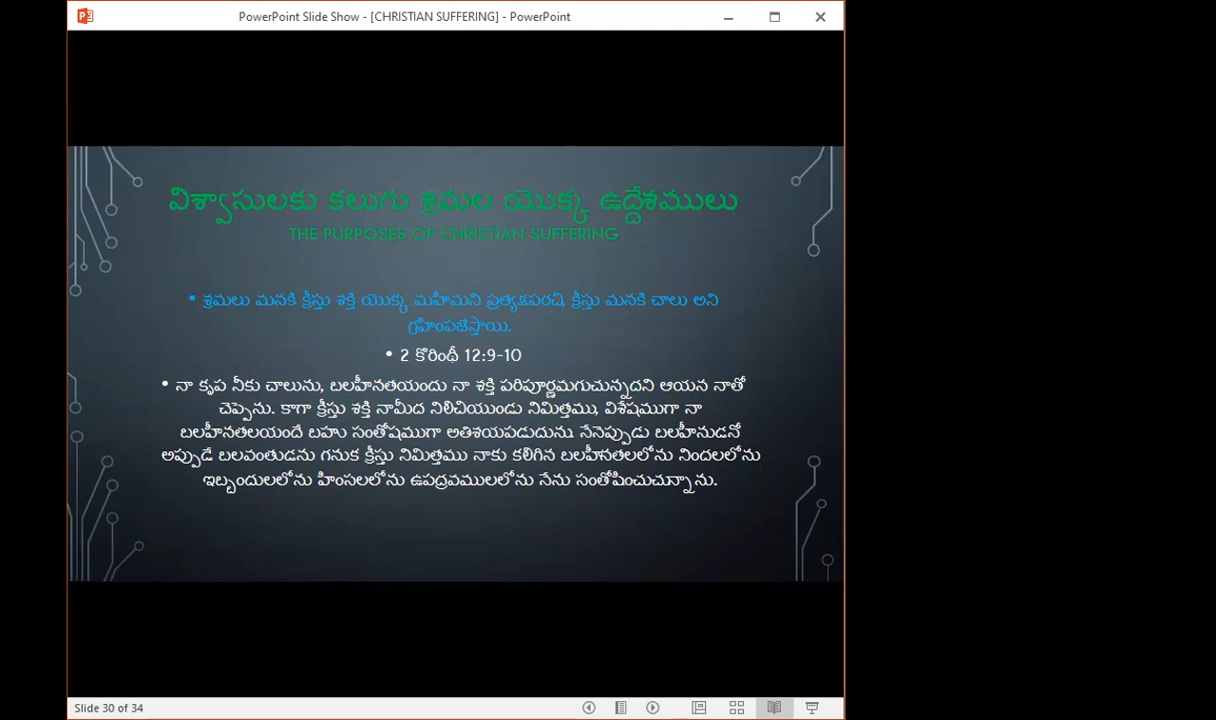 PowerPoint Slide Show - [CHRISTIAN SUFFERING] - PowerPoint
విశ్వాసులకు కలుగు శ్రమల యొక్క ఉద్దేశములు
THE PURPOSES OF CHRISTIAN SUFFERING
▪ శ్రమలు మనకి క్రీస్తు శక్తి యొక్క మహిమని ప్రత్యక్షపరచి, క్రీస్తు మనకి చాలు అని
గ్రహింపజేస్తాయి.
• 2 కొరింథీ 12:9-10
• నా కృప నీకు చాలును, బలహీనతయందు నా శక్తి పరిపూర్ణమగుచున్నదని ఆయన నాతో
చెప్పెను. కాగా క్రీస్తు శక్తి నామీద నిలిచియుండు నిమిత్తము, విశేషముగా నా
బలహీనతలయందే బహు సంతోషముగా అతిశయపడుదును. నేనెప్పుడు బలహీనుడనో
అప్పుడే బలవంతుడను గనుక క్రీస్తు నిమిత్తము నాకు కలిగిన బలహీనతలలోను నిందలలోను
ఇబ్బందులలోను హింసలలోను ఉపద్రవములలోను నేను సంతోషించుచున్నాను.
Slide 30 of 34